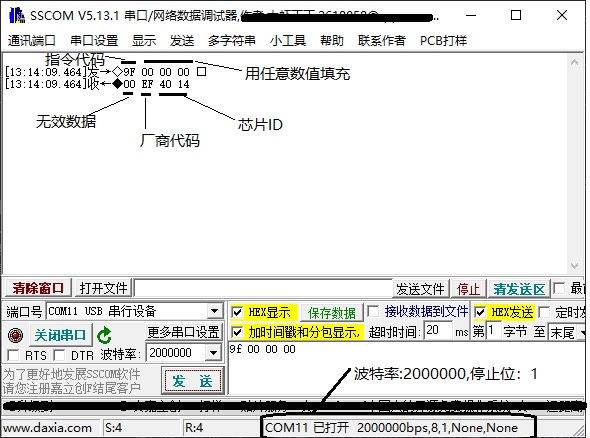 SSCOM V5.13.1 串口/网络数据调试器,作者
通讯端口 串口设置 显示 发送 多字符串 小工具 帮助 联系作者 PCB打样
指令代码
[13:14:09.464]发→◇9F 00 00 00 □
用任意数值填充
[13:14:09.464]收←◆00 EF 40 14
无效数据
厂商代码
芯片ID
清除窗口 打开文件 发送文件 停止 清发送区 最前
端口号 COM11 USB 串行设备 HEX显示 保存数据 接收数据到文件 HEX发送 定时发
关闭串口 更多串口设置 加时间戳和分包显示, 超时时间: 20 ms 第 1 字节 至 末尾
RTS DTR 波特率: 2000000 9f 00 00 00
为了更好地发展SSCOM软件
请您注册嘉立创F结尾客户
发 送
波特率:2000000,停止位：1
www.daxia.com S:4 R:4 COM11 已打开 2000000bps,8,1,None,None